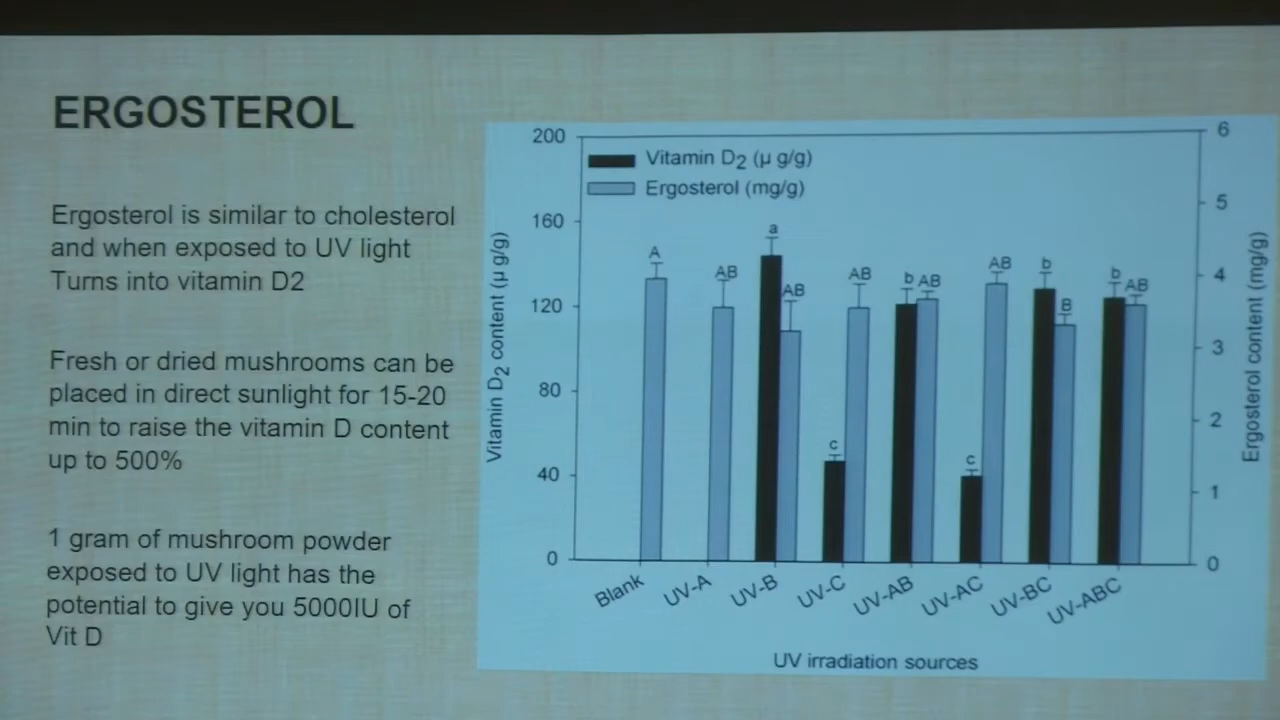 ERGOSTEROL
Ergosterol is similar to cholesterol
and when exposed to UV light
Turns into vitamin D2
Fresh or dried mushrooms can be
placed in direct sunlight for 15-20
min to raise the vitamin D content
up to 500%
1 gram of mushroom powder
exposed to UV light has the
potential to give you 5000IU of
Vit D
Vitamin D2 (μ g/g)
Ergosterol (mg/g)
Vitamin D2 content (μ g/g)
200
160
120
80
40
0
A
AB
a
AB
c
AB
b
AB
c
AB
b
B
b
AB
6
5
4
3
2
1
0
Ergosterol content (mg/g)
Blank
UV-A
UV-B
UV-C
UV-AB
UV-AC
UV-BC
UV-ABC
UV irradiation sources